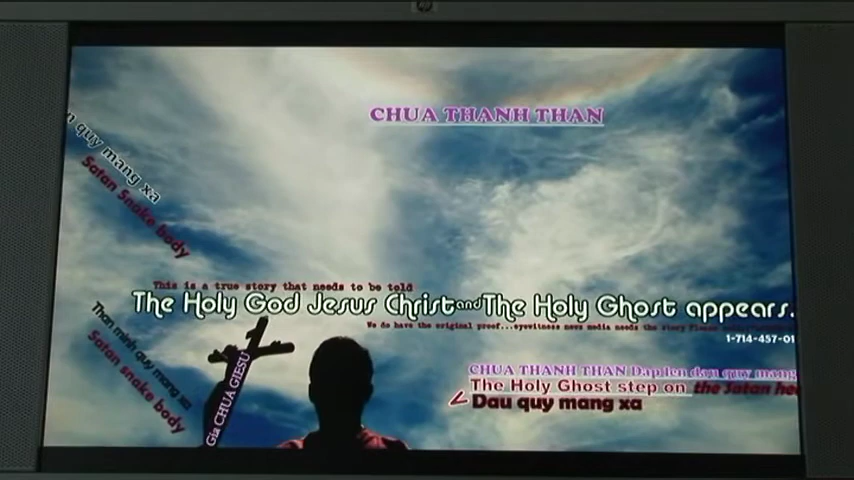 hp
CHUA THANH THAN
n quy mang xa
Satan Snake body
This is a true story that needs to be told
The Holy God Jesus Christ and The Holy Ghost appears.
We do have the original proof...eyewitness news media needs the story Please
1-714-457-01
Than minh quy mang xa
Satan snake body
Gia CHUA GIESU
CHUA THANH THAN Dap len dau quy mang
The Holy Ghost step on the Satan hea
< Dau quy mang xa